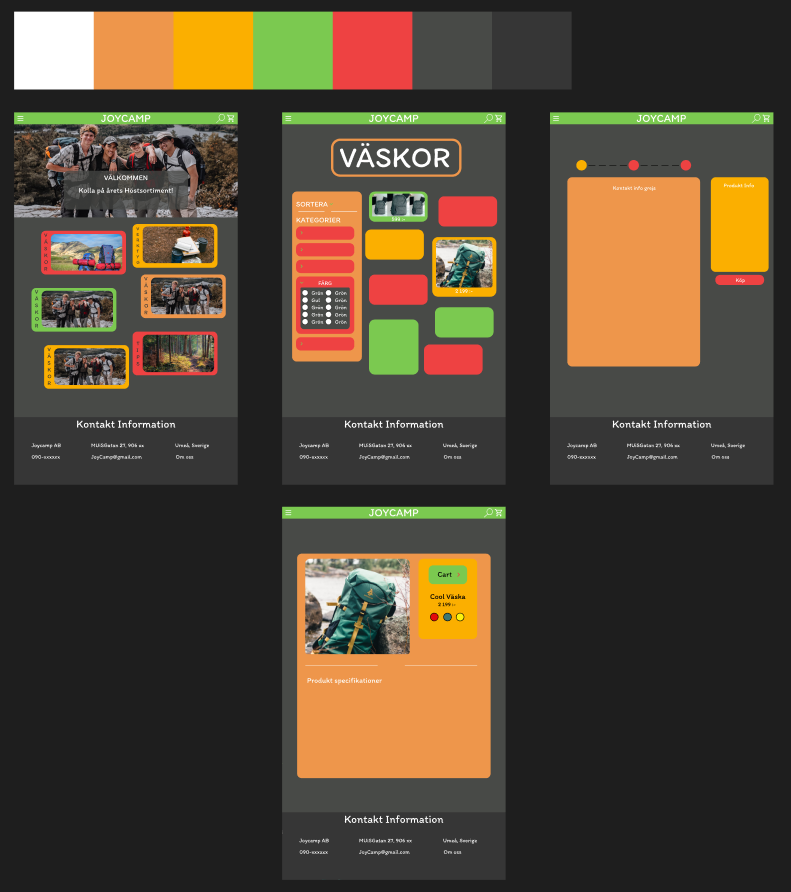 JOYCAMP
VÄLKOMMEN
Kolla på årets Höstsortiment!
VÄSKOR
VÄSKOR
VÄSKOR
VÄSKOR
Kontakt Information
Joycamp AB MUISGatan 27, 906 xx Umeå, Sverige
090-xxxxxx JoyCamp@gmail.com Om oss
JOYCAMP
VÄSKOR
SORTERA
KATEGORIER
FÄRG
Grön Grön
Gul Grön
Grön Grön
Grön Grön
Grön Grön
599 :-
2 199 :-
Kontakt Information
Joycamp AB MUISGatan 27, 906 xx Umeå, Sverige
090-xxxxxx JoyCamp@gmail.com Om oss
JOYCAMP
Kontakt info grejs
Produkt Info
Köp
Kontakt Information
Joycamp AB MUISGatan 27, 906 xx Umeå, Sverige
090-xxxxxx JoyCamp@gmail.com Om oss
JOYCAMP
Cart
Cool Väska
2 199 :-
Produkt specifikationer
Kontakt Information
Joycamp AB MUISGatan 27, 906 xx Umeå, Sverige
090-xxxxxx JoyCamp@gmail.com Om oss